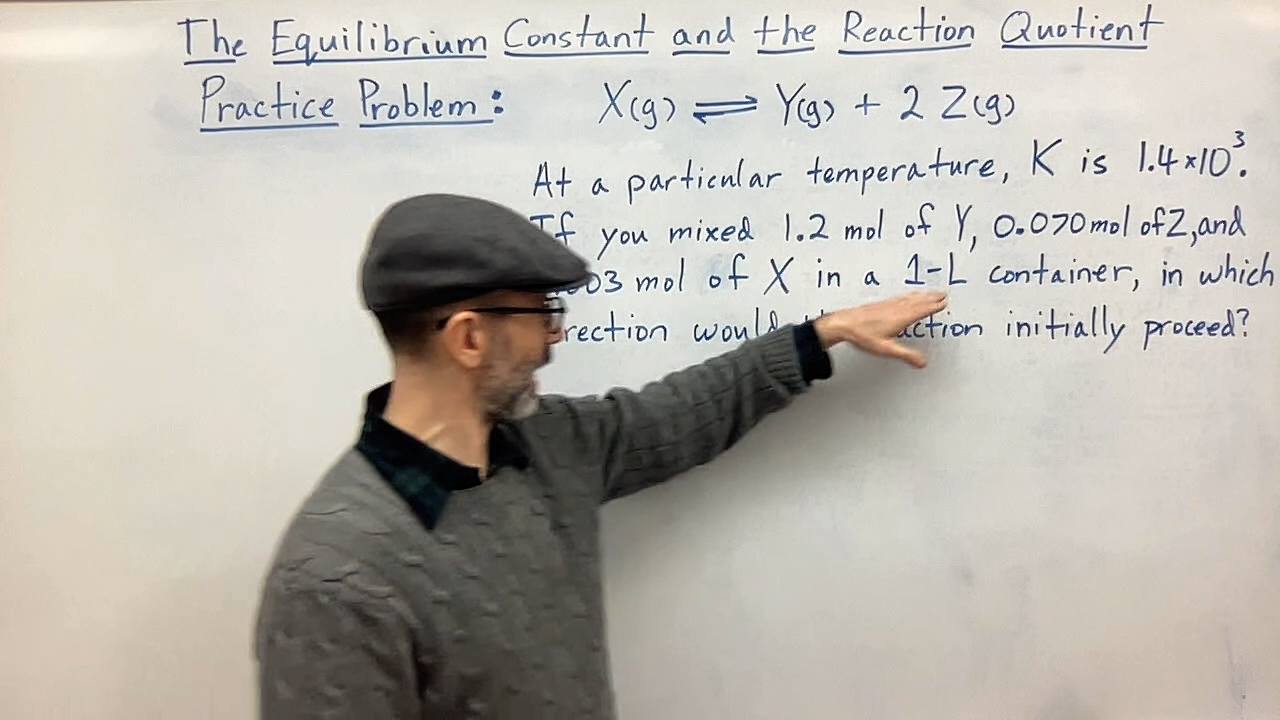 The Equilibrium Constant and the Reaction Quotient
Practice Problem: X(g) ⇌ Y(g) + 2 Z(g)
At a particular temperature, K is 1.4×10³.
If you mixed 1.2 mol of Y, 0.070 mol of Z, and
mol of X in a 1-L container, in which
would initially proceed?